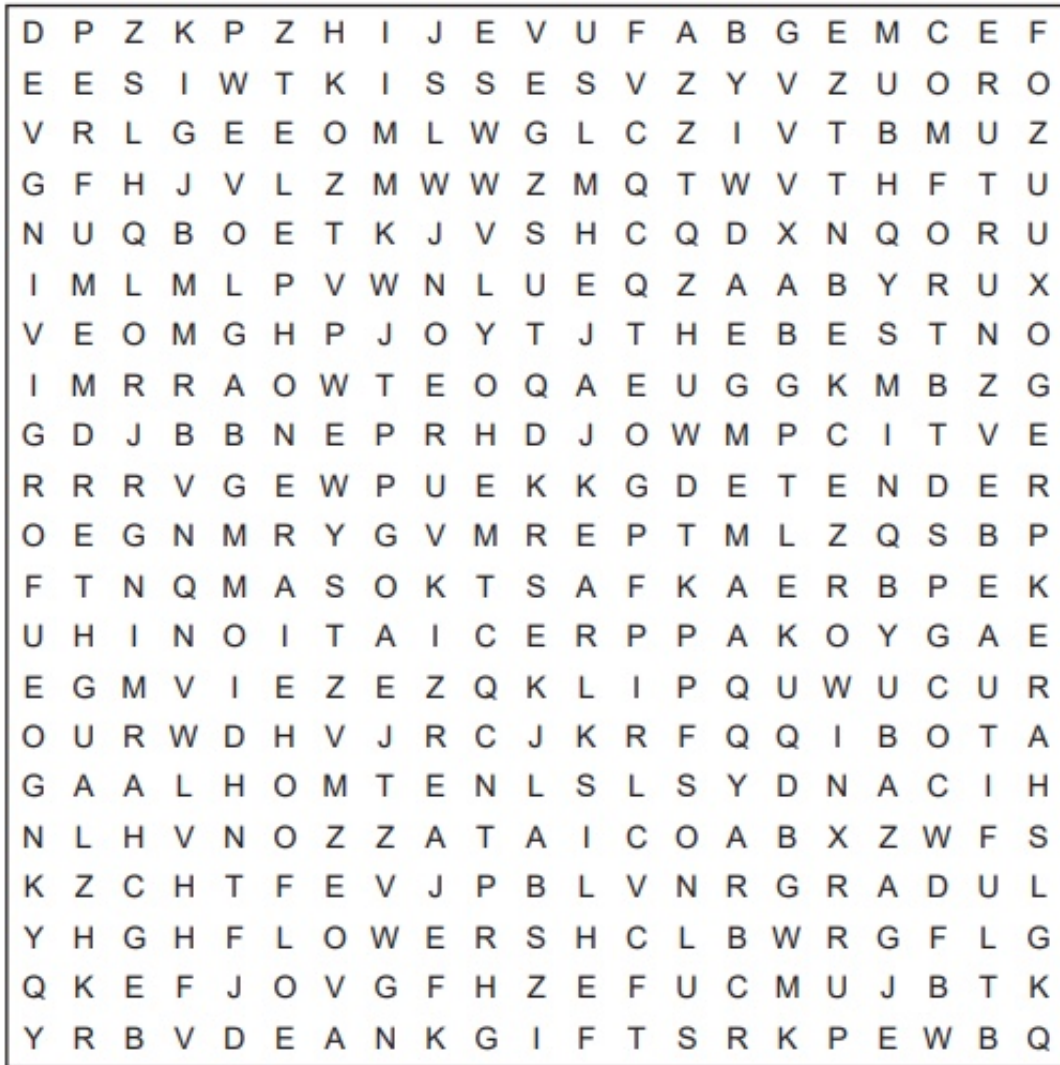 D P Z K P Z H I J E V U F A B G E M C E F
E E S I W T K I S S E S V Z Y V Z U O R O
V R L G E E O M L W G L C Z I V T B M U Z
G F H J V L Z M W W Z M Q T W V T H F T U
N U Q B O E T K J V S H C Q D X N Q O R U
I M L M L P V W N L U E Q Z A A B Y R U X
V E O M G H P J O Y T J T H E B E S T N O
I M R R A O W T E O Q A E U G G K M B Z G
G D J B B N E P R H D J O W M P C I T V E
R R R V G E W P U E K K G D E T E N D E R
O E G N M R Y G V M R E P T M L Z Q S B P
F T N Q M A S O K T S A F K A E R B P E K
U H I N O I T A I C E R P P A K O Y G A E
E G M V I E Z E Z Q K L I P Q U W U C U R
O U R W D H V J R C J K R F Q Q I B O T A
G A A L H O M T E N L S L S Y D N A C I H
N L H V N O Z Z A T A I C O A B X Z W F S
K Z C H T F E V J P B L V N R G R A D U L
Y H G H F L O W E R S H C L B W R G F L G
Q K E F J O V G F H Z E F U C M U J B T K
Y R B V D E A N K G I F T S R K P E W B Q